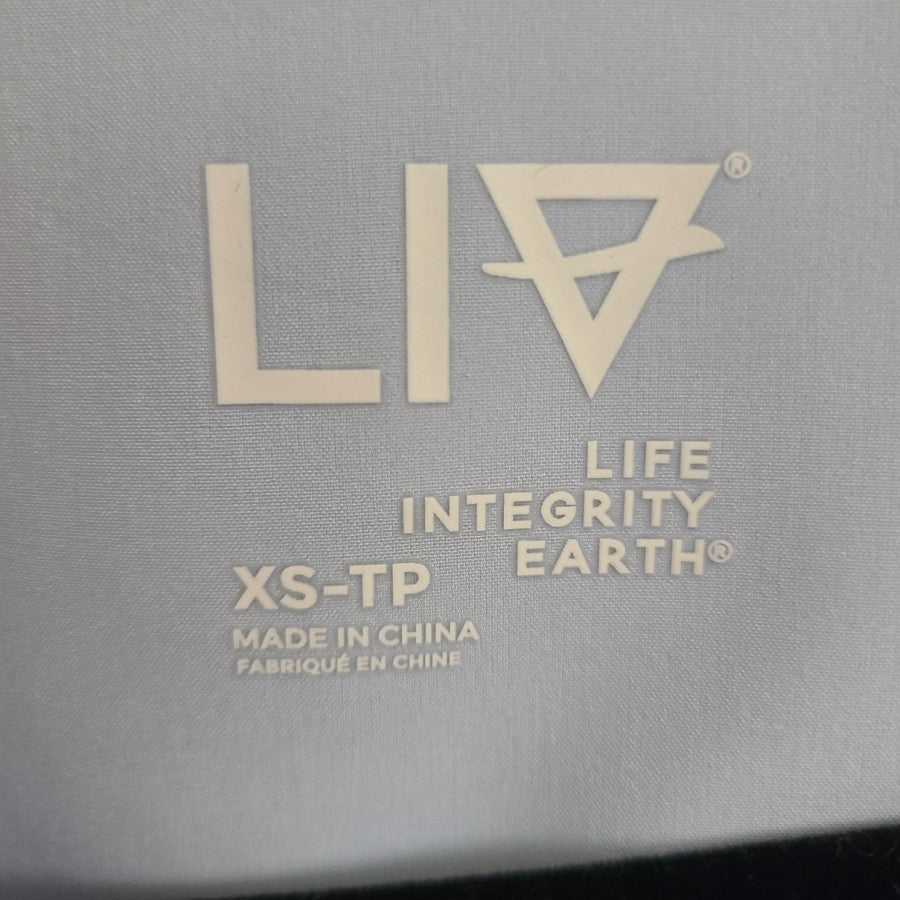 LIV®
LIFE
INTEGRITY
EARTH®
XS-TP
MADE IN CHINA
FABRIQUÉ EN CHINE